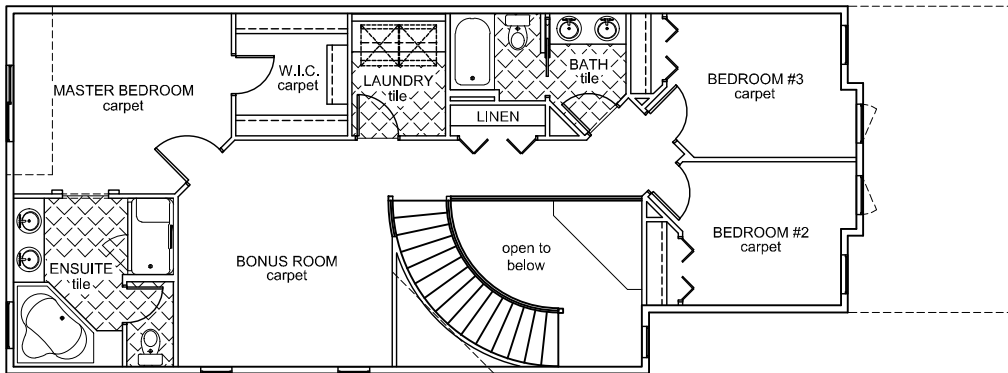 MASTER BEDROOM
carpet
W.I.C.
carpet
LAUNDRY
tile
BATH
tile
LINEN
BEDROOM #3
carpet
BEDROOM #2
carpet
open to
below
BONUS ROOM
carpet
ENSUITE
tile